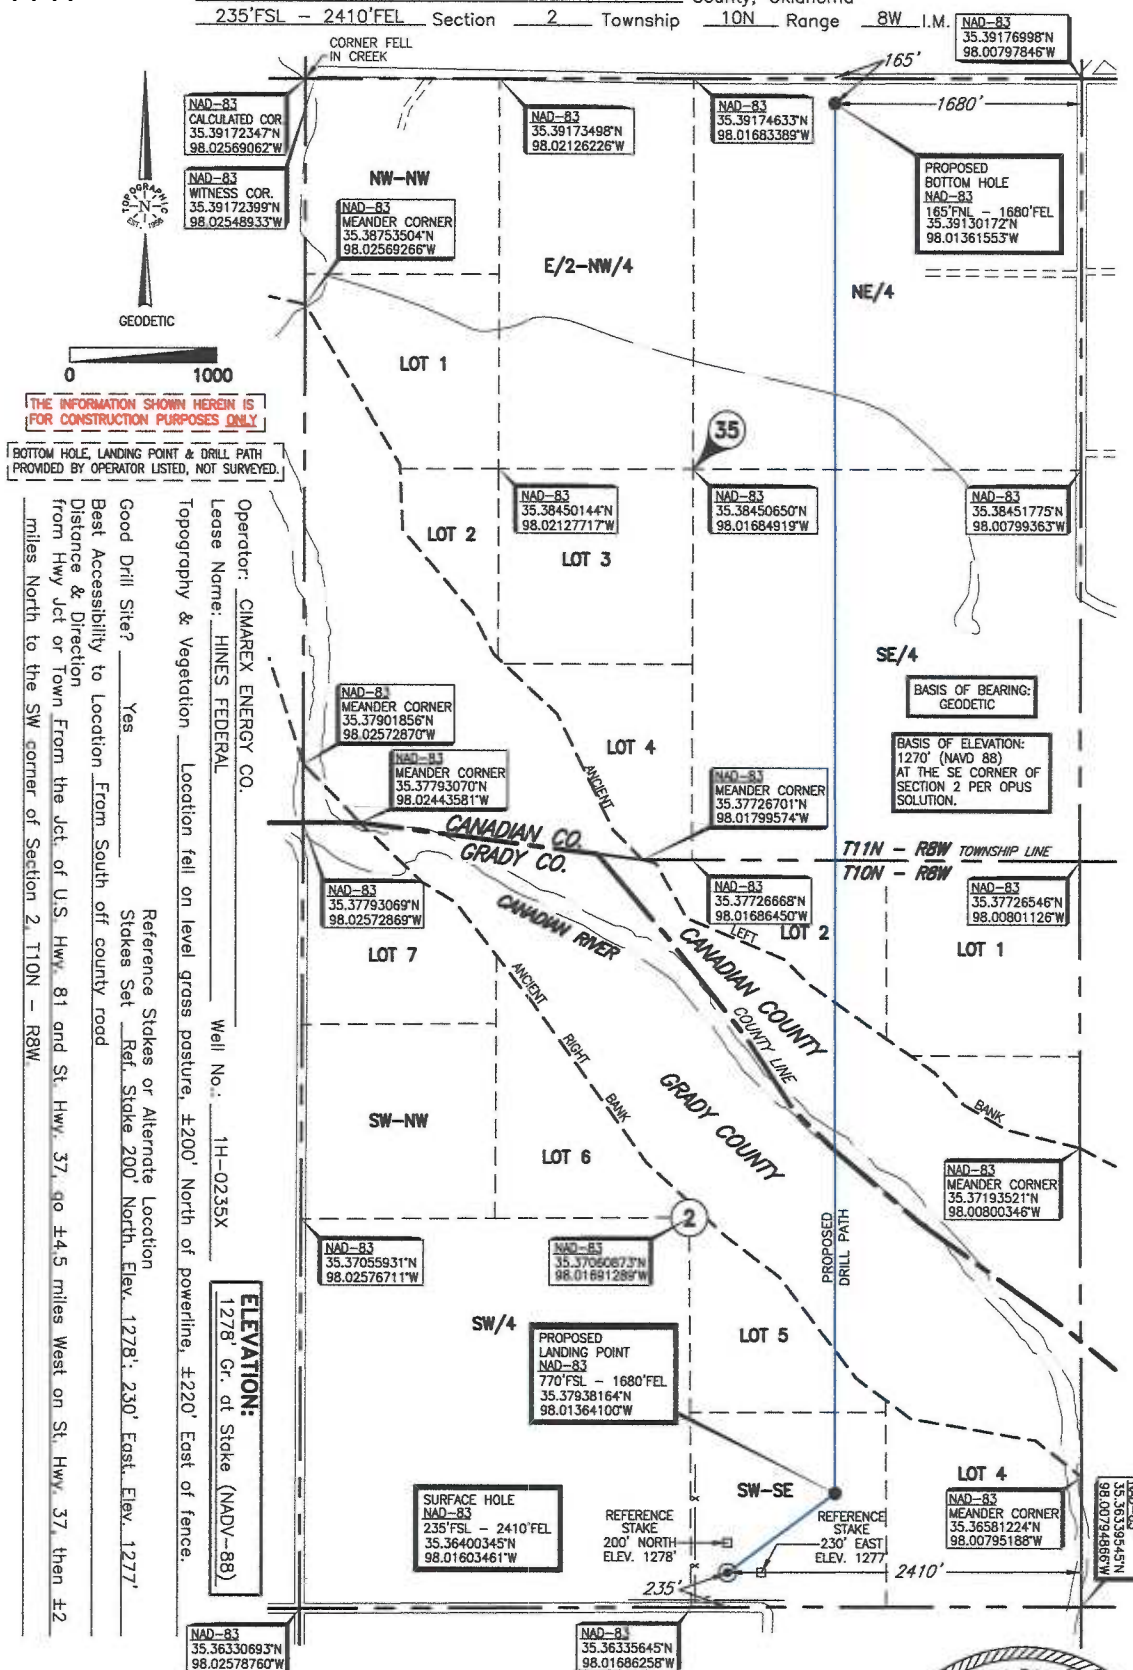 County, Oklahoma
235'FSL - 2410'FEL Section 2 Township 10N Range 8W I.M.
NAD-83
35.39176998°N
98.00797846°W
CORNER FELL
IN CREEK
165'
1680'
NAD-83
CALCULATED COR.
35.39172347°N
98.02569062°W
NAD-83
35.39173498°N
98.02126226°W
NAD-83
35.39174633°N
98.01683389°W
NAD-83
WITNESS COR.
35.39172399°N
98.02548933°W
NW-NW
PROPOSED
BOTTOM HOLE
NAD-83
165'FNL - 1680'FEL
35.39130172°N
98.01361553°W
NAD-83
MEANDER CORNER
35.38753504°N
98.02569266°W
TOPOGRAPHIC
N
EST. 1958
E/2-NW/4
NE/4
GEODETIC
LOT 1
0 1000
THE INFORMATION SHOWN HEREIN IS
FOR CONSTRUCTION PURPOSES ONLY
BOTTOM HOLE, LANDING POINT & DRILL PATH
PROVIDED BY OPERATOR LISTED, NOT SURVEYED.
35
NAD-83
35.38450144°N
98.02127717°W
NAD-83
35.38450650°N
98.01684919°W
NAD-83
35.38451775°N
98.00799363°W
LOT 2
LOT 3
SE/4
BASIS OF BEARING:
GEODETIC
NAD-83
MEANDER CORNER
35.37901856°N
98.02572870°W
LOT 4
BASIS OF ELEVATION:
1270' (NAVD 88)
AT THE SE CORNER OF
SECTION 2 PER OPUS
SOLUTION.
NAD-83
MEANDER CORNER
35.37793070°N
98.02443581°W
NAD-83
MEANDER CORNER
35.37726701°N
98.01799574°W
ANCIENT
CANADIAN CO.
GRADY CO.
T11N - R8W TOWNSHIP LINE
T10N - R8W
NAD-83
35.37793069°N
98.02572869°W
NAD-83
35.37726668°N
98.01686450°W
NAD-83
35.37726546°N
98.00801126°W
CANADIAN RIVER
LEFT
LOT 2
LOT 1
LOT 7
CANADIAN COUNTY
ANCIENT
COUNTY LINE
RIGHT
GRADY COUNTY
BANK
BANK
SW-NW
LOT 6
NAD-83
MEANDER CORNER
35.37193521°N
98.00800346°W
2
NAD-83
35.37055931°N
98.02576711°W
NAD-83
35.37060873°N
98.01691289°W
PROPOSED
DRILL PATH
SW/4
LOT 5
PROPOSED
LANDING POINT
NAD-83
770'FSL - 1680'FEL
35.37938164°N
98.01364100°W
SW-SE
LOT 4
SURFACE HOLE
NAD-83
235'FSL - 2410'FEL
35.36400345°N
98.01603461°W
REFERENCE
STAKE
200' NORTH
ELEV. 1278'
REFERENCE
STAKE
230' EAST
ELEV. 1277'
NAD-83
MEANDER CORNER
35.36581224°N
98.00795188°W
35.36339545°N
98.00794866°W
235'
2410'
NAD-83
35.36330693°N
98.02578760°W
NAD-83
35.36335645°N
98.01686258°W
Operator: CIMAREX ENERGY CO.
Lease Name: HINES FEDERAL Well No.: 1H-0235X
ELEVATION:
1278' Gr. at Stake (NADV-88)
Topography & Vegetation Location fell on level grass pasture, ±200' North of powerline, ±220' East of fence.
Reference Stakes or Alternate Location
Good Drill Site? Yes Stakes Set Ref. Stake 200' North, Elev. 1278'; 230' East, Elev. 1277'
Best Accessibility to Location From South off county road
Distance & Direction
from Hwy Jct or Town From the Jct. of U.S. Hwy. 81 and St. Hwy. 37, go ±4.5 miles West on St. Hwy. 37, then ±2
miles North to the SW corner of Section 2, T10N - R8W.